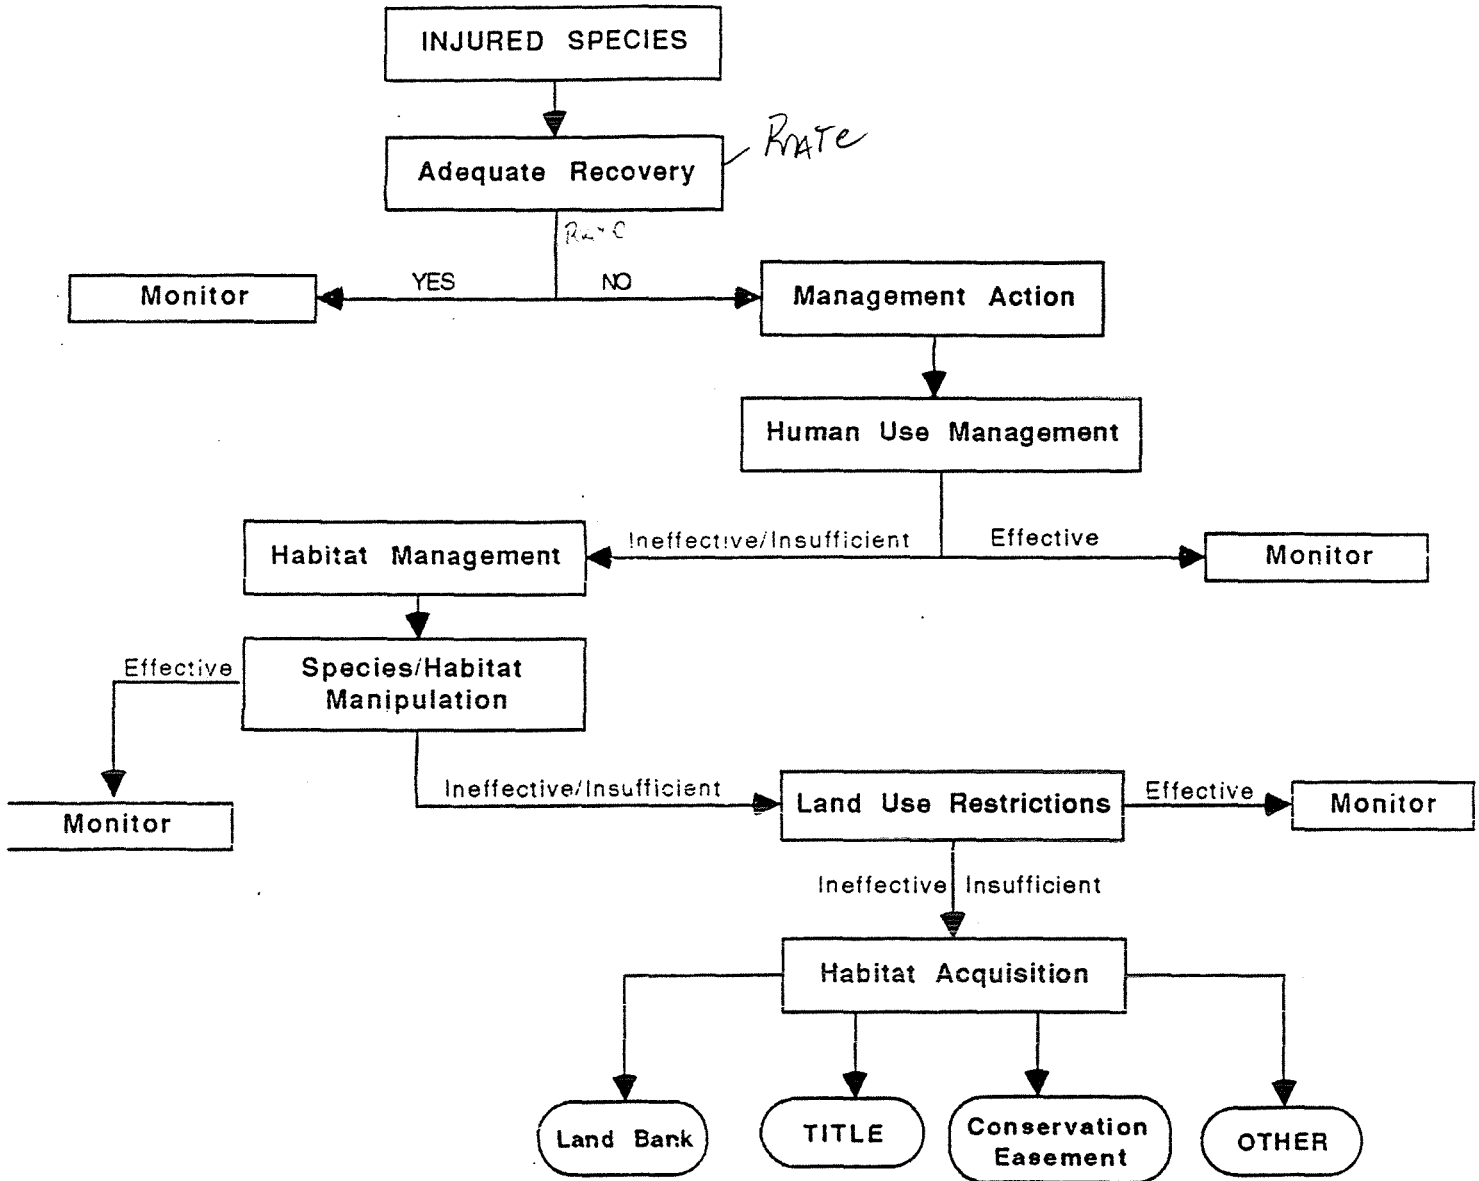 INJURED SPECIES
Adequate Recovery
YES
NO
Monitor
Management Action
Human Use Management
Ineffective/Insufficient
Effective
Habitat Management
Monitor
Effective
Species/Habitat
Manipulation
Ineffective/Insufficient
Land Use Restrictions
Effective
Monitor
Monitor
Ineffective
Insufficient
Habitat Acquisition
Land Bank
TITLE
Conservation
Easement
OTHER